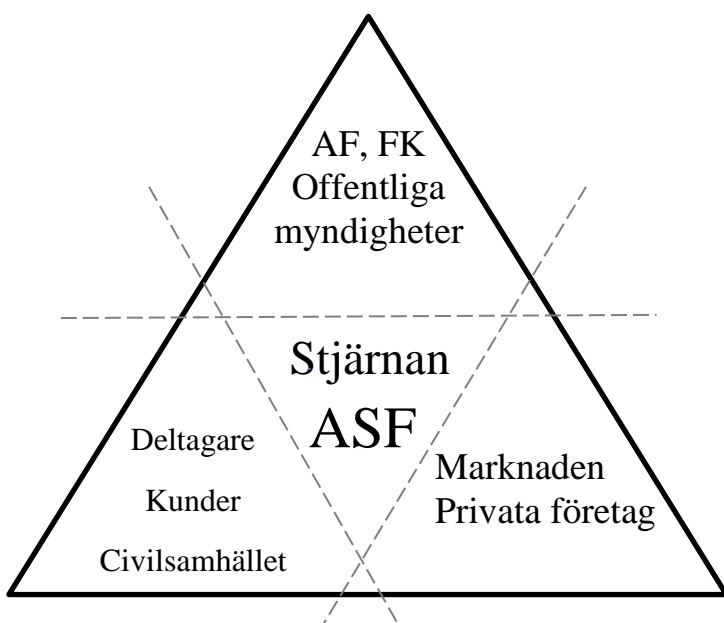 AF, FK
Offentliga
myndigheter
Stjärnan
ASF
Deltagare
Kunder
Civilsamhället
Marknaden
Privata företag